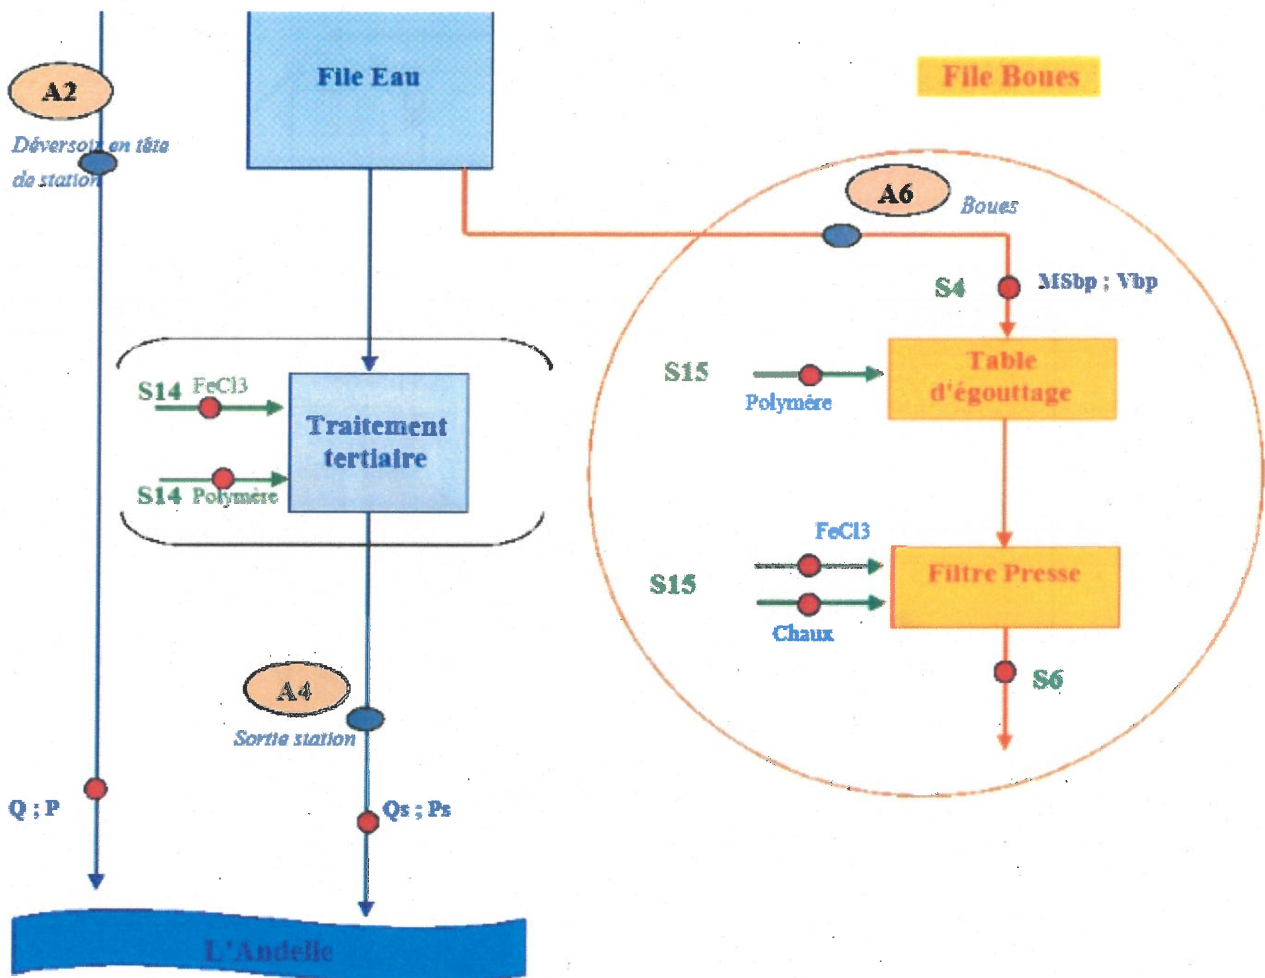 File Eau
File Boues
A2
Déversoir en tête
de station
A6
Boues
S4
MSbp ; Vbp
S14
FeCl3
S14
Polymère
Traitement
tertiaire
S15
Polymère
Table
d'égouttage
FeCl3
S15
Chaux
Filtre Presse
S6
A4
Sortie station
Q ; P
Qs ; Ps
L'Andelle